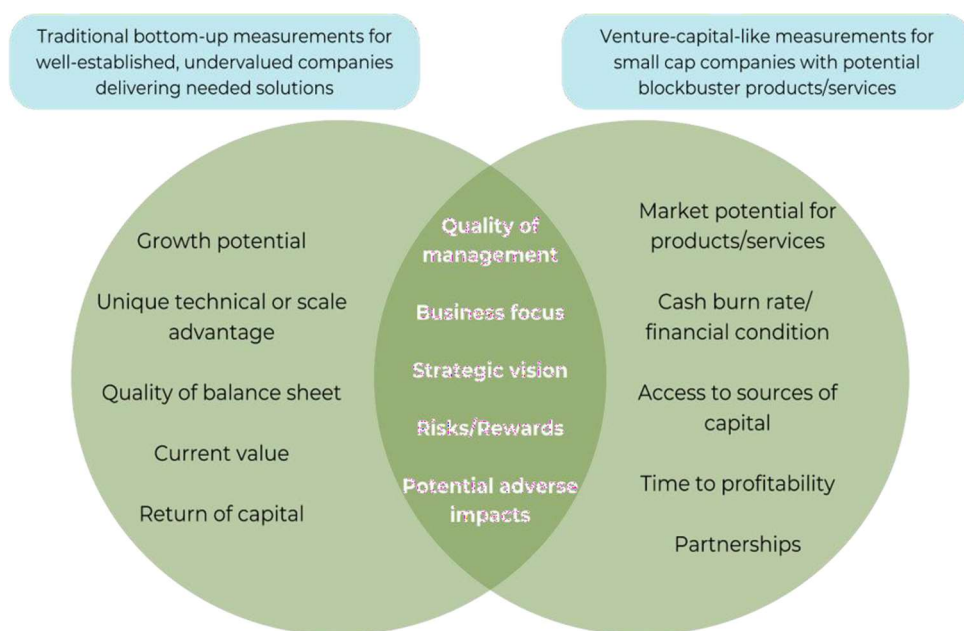 Traditional bottom-up measurements for
well-established, undervalued companies
delivering needed solutions
Venture-capital-like measurements for
small cap companies with potential
blockbuster products/services
Growth potential
Unique technical or scale
advantage
Quality of balance sheet
Current value
Return of capital
Quality of
management
Business focus
Strategic vision
Risks/Rewards
Potential adverse
impacts
Market potential for
products/services
Cash burn rate/
financial condition
Access to sources of
capital
Time to profitability
Partnerships